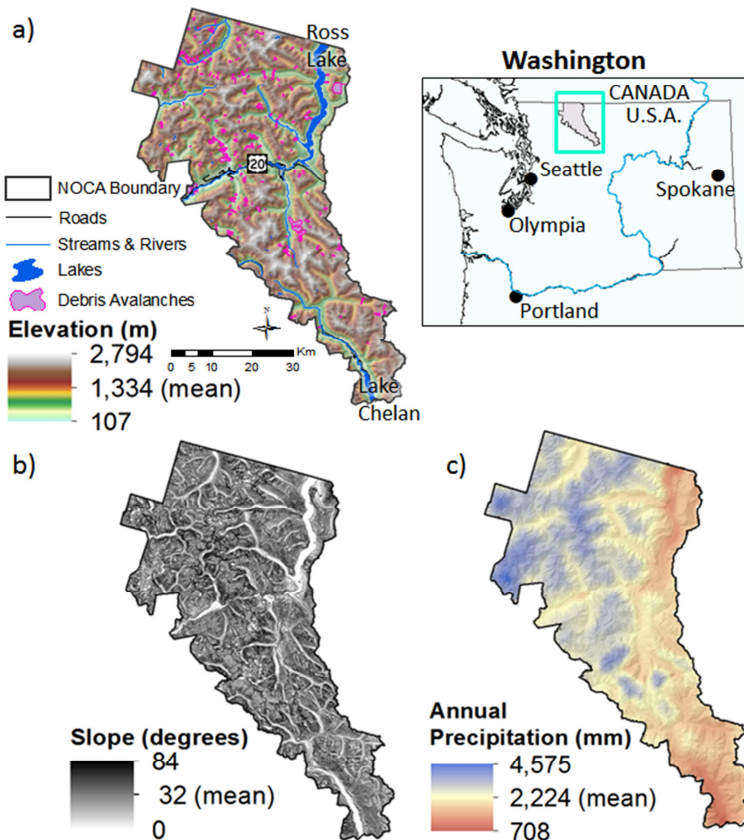 a)
Ross
Lake
20
NOCA Boundary
Roads
Streams & Rivers
Lakes
Debris Avalanches
Elevation (m)
2,794
1,334 (mean)
107
N
0 5 10 20 30
Km
Lake
Chelan
Washington
CANADA
U.S.A.
Seattle
Spokane
Olympia
Portland
b)
Slope (degrees)
84
32 (mean)
0
c)
Annual
Precipitation (mm)
4,575
2,224 (mean)
708